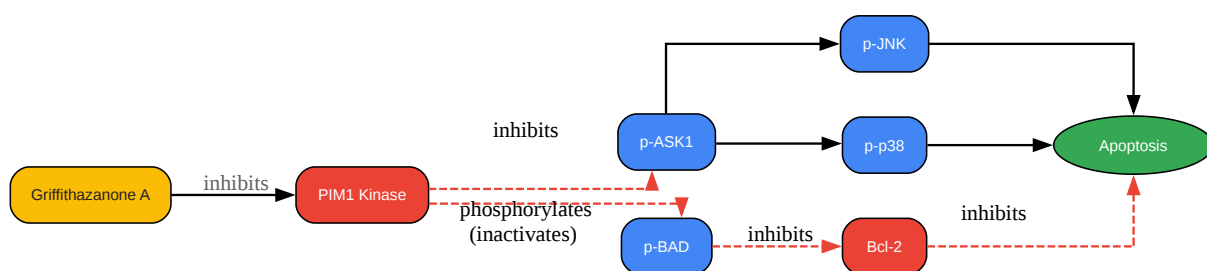 p-JNK
inhibits
p-ASK1
p-p38
Apoptosis
Griffithazanone A
inhibits
PIM1 Kinase
phosphorylates
(inactivates)
p-BAD
inhibits
Bcl-2
inhibits